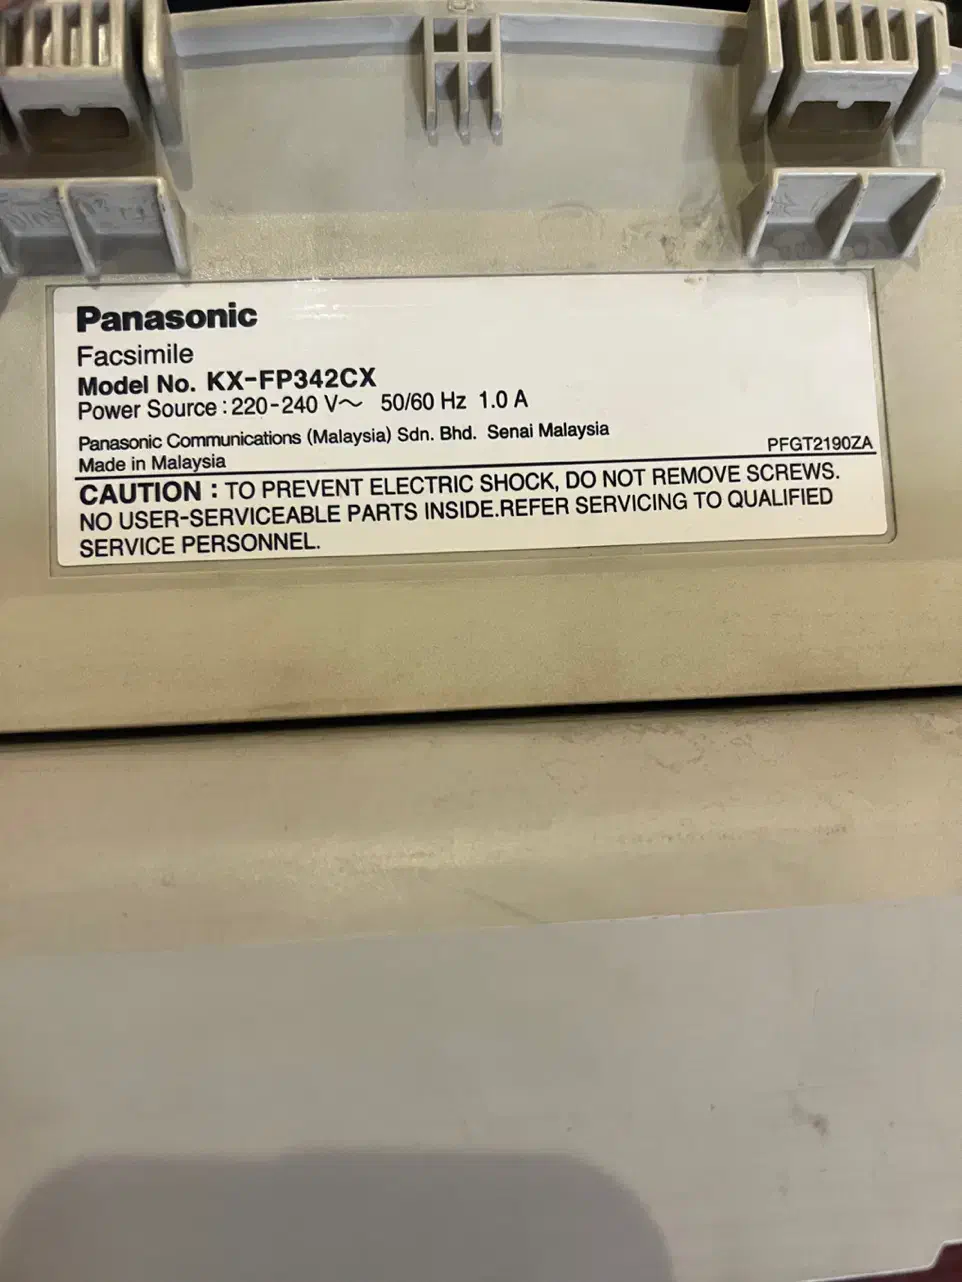 Panasonic
Facsimile
Model No. KX-FP342CX
Power Source : 220-240 V～ 50/60 Hz 1.0 A
Panasonic Communications (Malaysia) Sdn. Bhd. Senai Malaysia
Made in Malaysia PFGT2190ZA
CAUTION : TO PREVENT ELECTRIC SHOCK, DO NOT REMOVE SCREWS.
NO USER-SERVICEABLE PARTS INSIDE.REFER SERVICING TO QUALIFIED
SERVICE PERSONNEL.